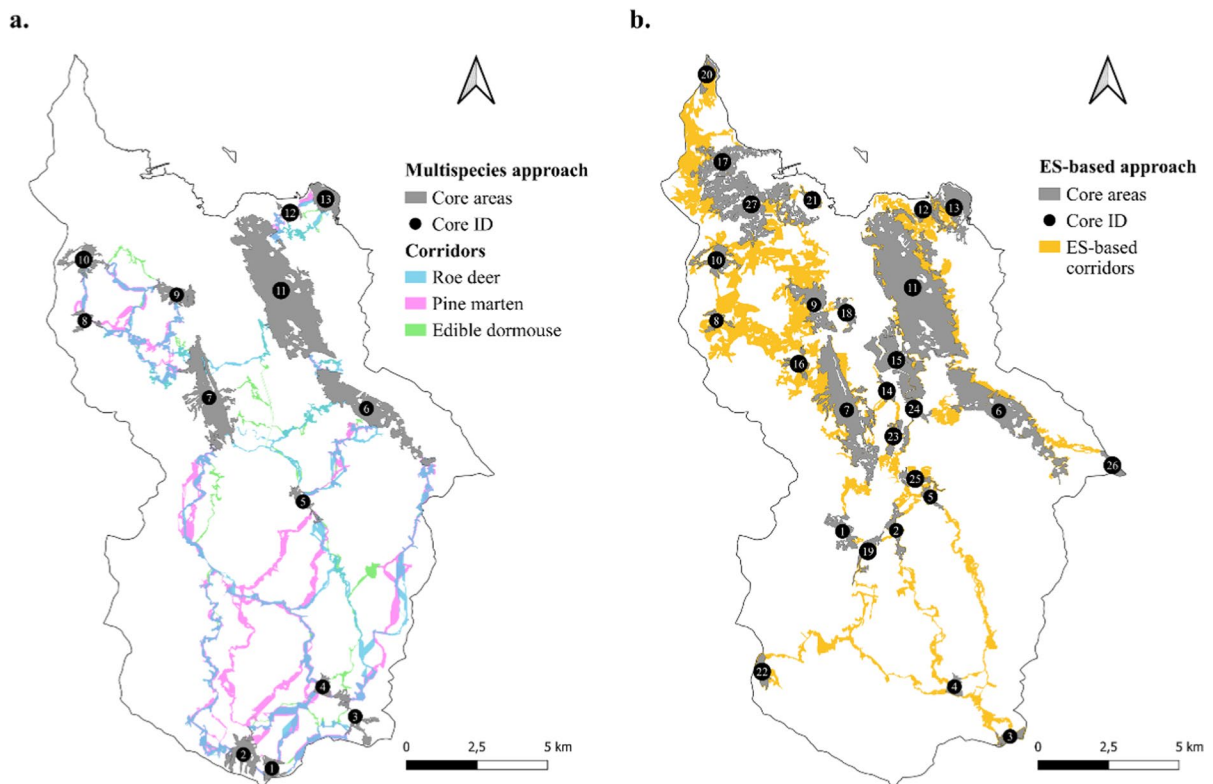 a.
Multispecies approach
Core areas
Core ID
Corridors
Roe deer
Pine marten
Edible dormouse
13
12
10
11
9
8
7
6
5
4
3
2
1
0 2,5 5 km
b.
ES-based approach
Core areas
Core ID
ES-based
corridors
20
17
27
21
12
13
10
11
9
18
8
16
15
14
7
24
6
23
26
25
5
1
2
19
22
4
3
0 2,5 5 km